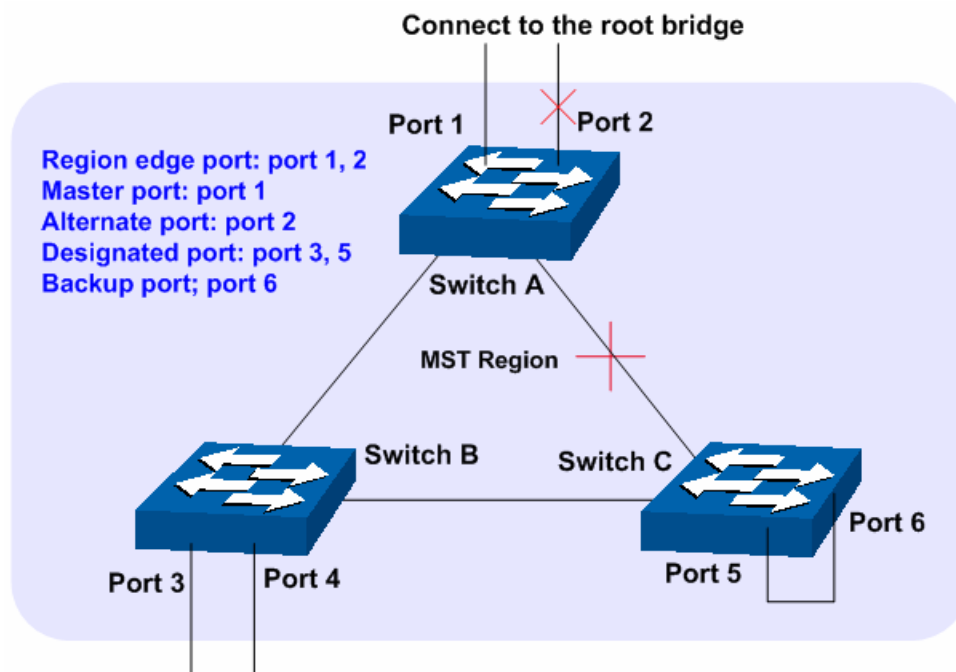 Connect to the root bridge
Port 1
Port 2
Region edge port: port 1, 2
Master port: port 1
Alternate port: port 2
Designated port: port 3, 5
Backup port; port 6
Switch A
MST Region
Switch B
Switch C
Port 6
Port 5
Port 3
Port 4